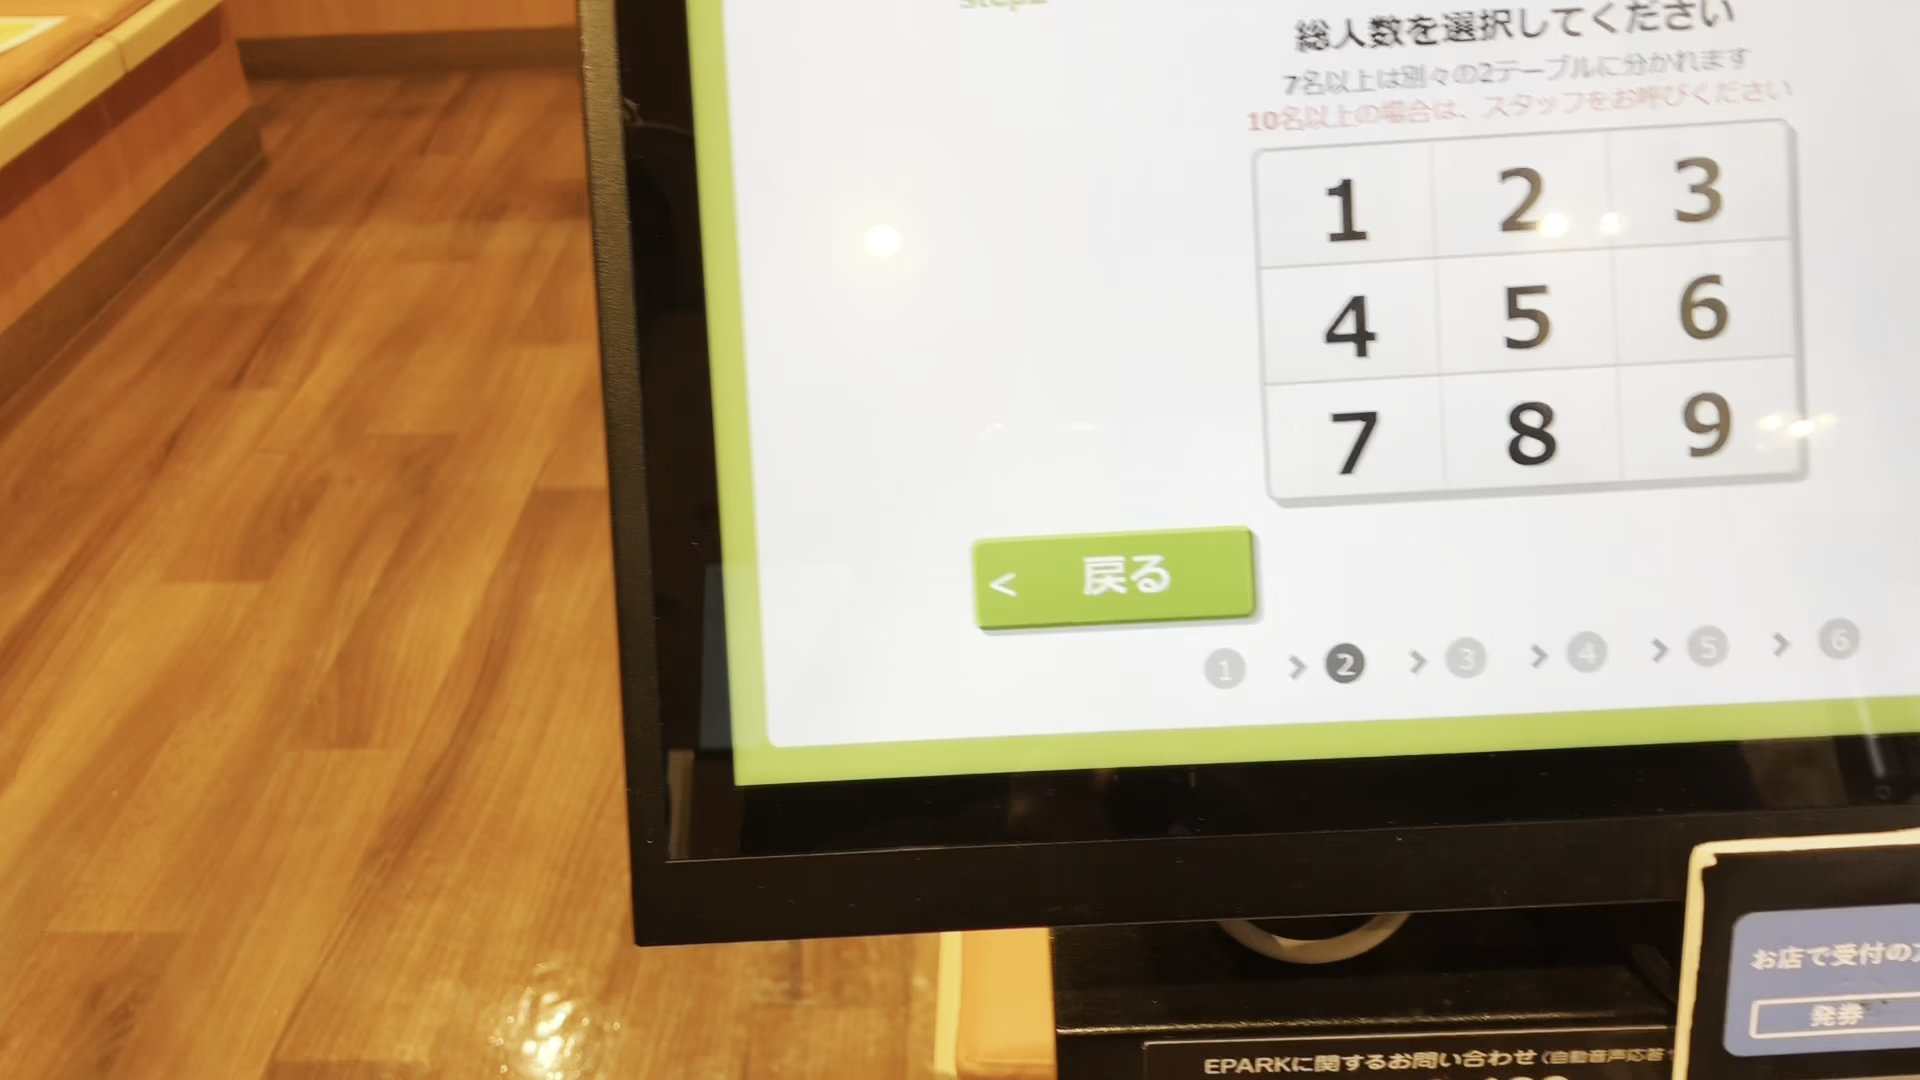 Step2
総人数を選択してください
7名以上は別々の2テーブルに分かれます
10名以上の場合は、スタッフをお呼びください
1 2 3
4 5 6
7 8 9
< 戻る
1 > 2 > 3 > 4 > 5 > 6
お店で受付の
発券
EPARKに関するお問い合わせ(自動音声応答